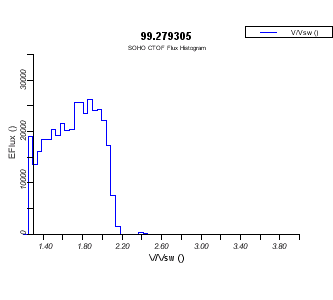 99.279305
SOHO CTOF Flux Histogram
V/Vsw ()
EFlux ()
30000
20000
10000
0
1.40 1.80 2.20 2.60 3.00 3.40 3.80
V/Vsw ()